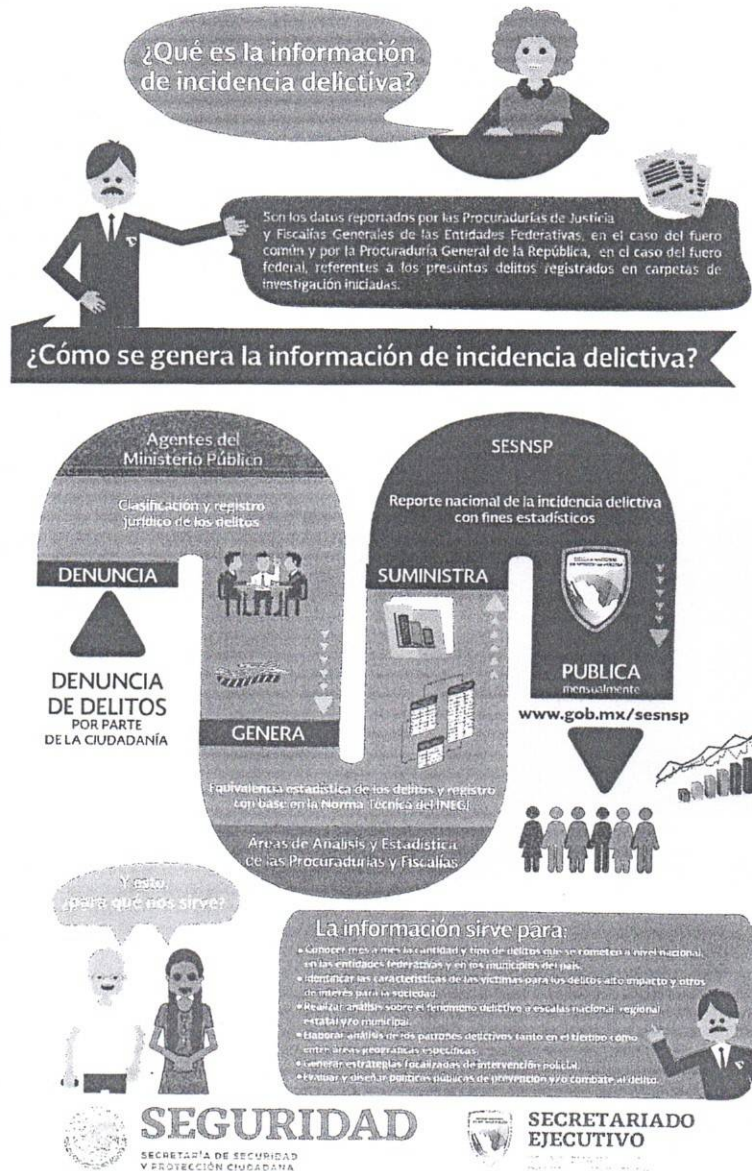 ¿Qué es la información
de incidencia delictiva?
Son los datos reportados por las Procuradurías de Justicia
y Fiscalías Generales de las Entidades Federativas, en el caso del fuero
común y por la Procuraduría General de la República, en el caso del fuero
federal, referentes a los presuntos delitos registrados en carpetas de
investigación iniciadas.
¿Cómo se genera la información de incidencia delictiva?
Agentes del
Ministerio Público
Clasificación y registro
jurídico de los delitos
DENUNCIA
DENUNCIA
DE DELITOS
POR PARTE
DE LA CIUDADANÍA
GENERA
Equivalencia estadística de los delitos y registro
con base en la Norma Técnica del INEGI
Áreas de Análisis y Estadística
de las Procuradurías y Fiscalías
SUMINISTRA
SESNSP
Reporte nacional de la incidencia delictiva
con fines estadísticos
PUBLICA
mensualmente
www.gob.mx/sesnsp
Y esto,
¿para qué nos sirve?
La información sirve para:
• Conocer mes a mes la cantidad y tipo de delitos que se cometen a nivel nacional,
en las entidades federativas y en los municipios del país.
• Identificar las características de las víctimas para los delitos alto impacto y otros
de interés para la sociedad.
• Realizar análisis sobre el fenómeno delictivo a escalas nacional, regional
estatal y/o municipal.
• Elaborar análisis de los patrones delictivos tanto en el tiempo como
entre áreas geográficas específicas.
• Generar estrategias focalizadas de intervención policial.
• Evaluar y diseñar políticas públicas de prevención y/o combate al delito.
SEGURIDAD
SECRETARÍA DE SEGURIDAD
Y PROTECCIÓN CIUDADANA
SECRETARIADO
EJECUTIVO